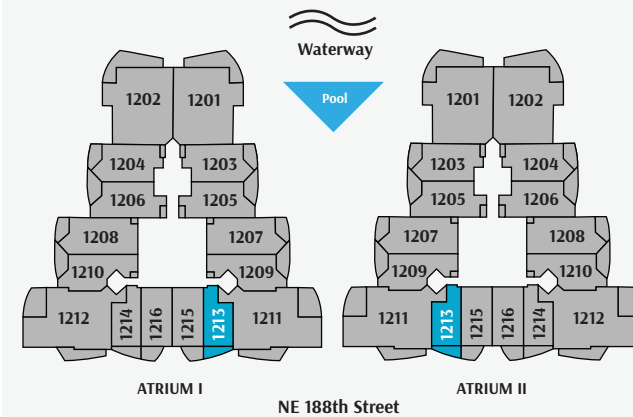 Waterway
Pool
1202 1201
1204 1203
1206 1205
1208 1207
1210 1209
1212 1214 1216 1215 1213 1211
ATRIUM I
1201 1202
1203 1204
1205 1206
1207 1208
1209 1210
1211 1213 1215 1216 1214 1212
ATRIUM II
NE 188th Street